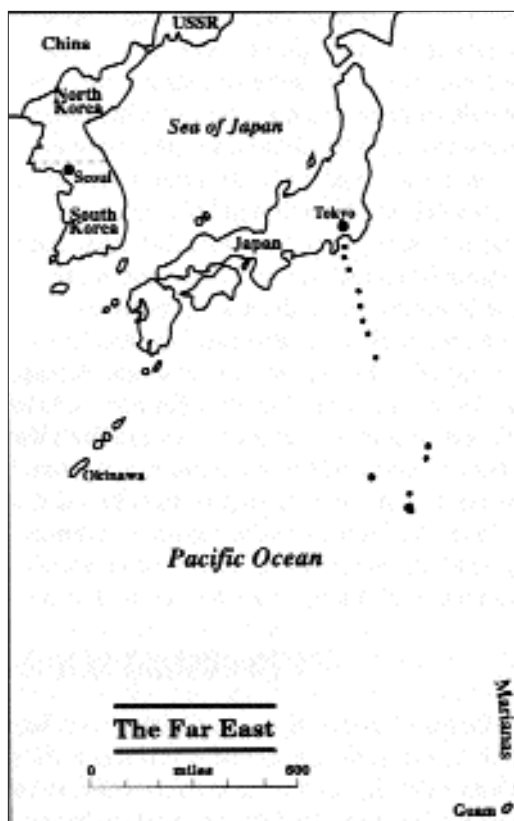 USSR
China
North
Korea
Sea of Japan
Seoul
Tokyo
South
Korea
Japan
Okinawa
Pacific Ocean
Marianas
The Far East
0 miles 600
Guam